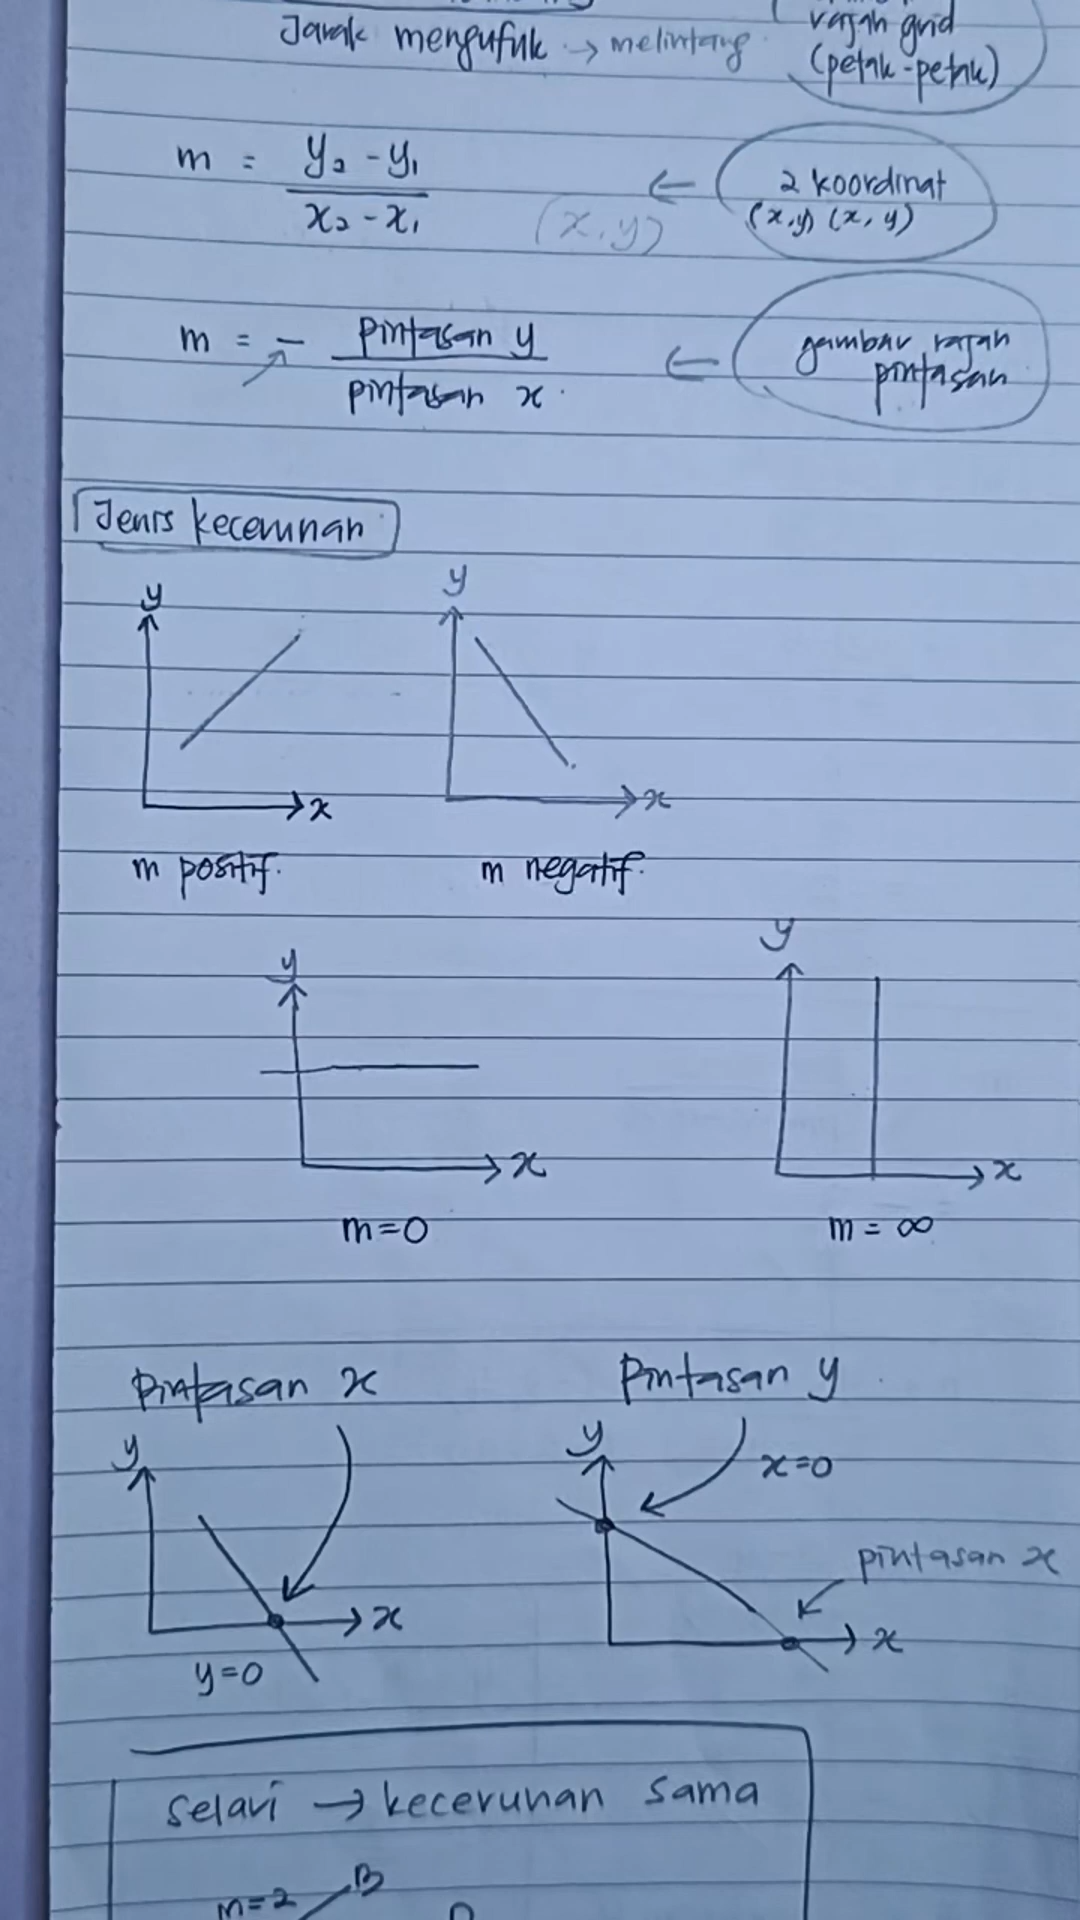 Jarak mengufuk → melintang
rajah grid
(petak-petak)
m = y₂ - y₁ / x₂ - x₁
(x,y)
←
2 koordinat
(x,y) (x, y)
m = - pintasan y / pintasan x
←
gambar rajah
pintasan
Jenis kecerunan
y
x
m positif.
y
x
m negatif.
y
x
m=0
y
x
m = ∞
pintasan x
y
x
y=0
pintasan y
y
x=0
pintasan x
x
selari → kecerunan sama
m=2
B